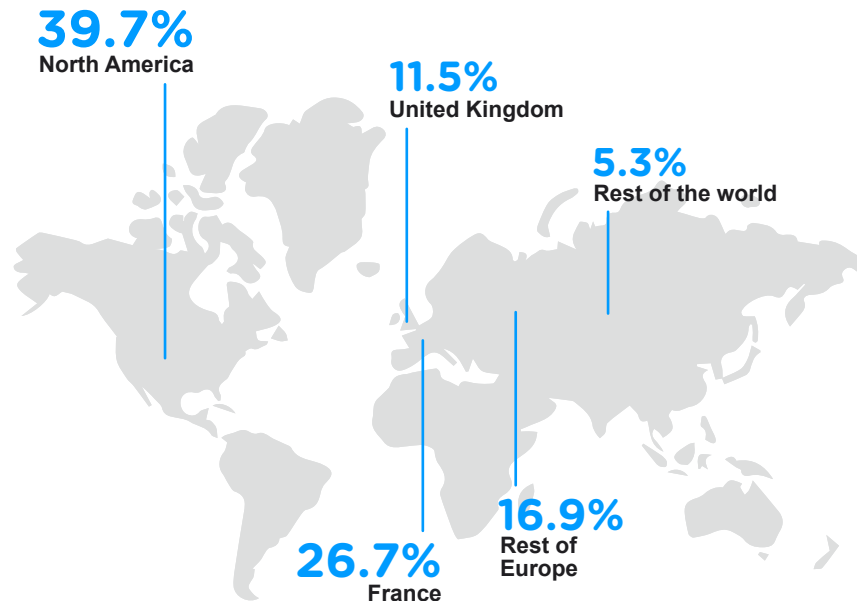 39.7%
North America
11.5%
United Kingdom
5.3%
Rest of the world
26.7%
France
16.9%
Rest of
Europe